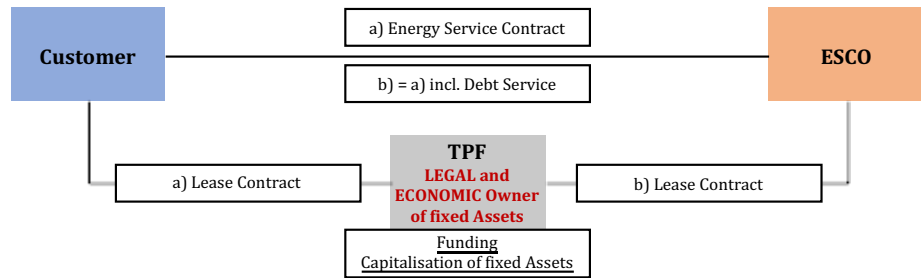 a) Energy Service Contract
Customer
ESCO
b) = a) incl. Debt Service
TPF
LEGAL and
ECONOMIC Owner
of fixed Assets
a) Lease Contract
b) Lease Contract
Funding
Capitalisation of fixed Assets